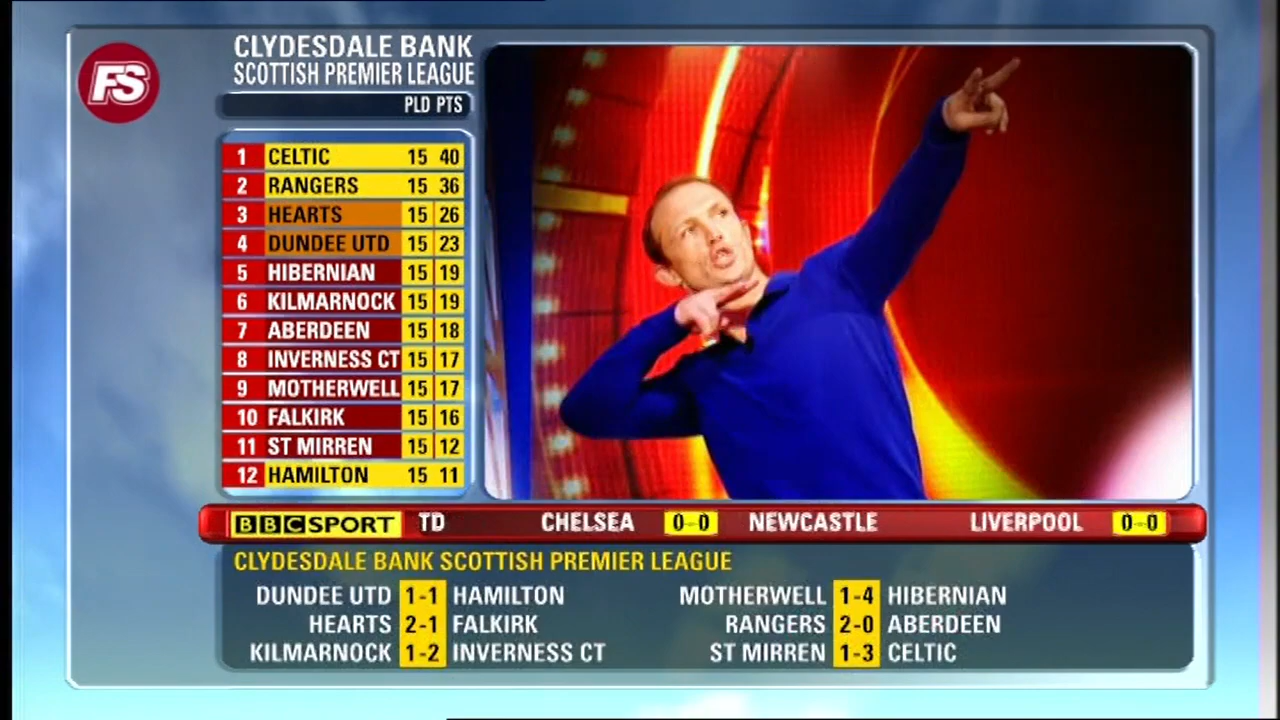 FS
CLYDESDALE BANK
SCOTTISH PREMIER LEAGUE
PLD PTS
1 CELTIC 15 40
2 RANGERS 15 36
3 HEARTS 15 26
4 DUNDEE UTD 15 23
5 HIBERNIAN 15 19
6 KILMARNOCK 15 19
7 ABERDEEN 15 18
8 INVERNESS CT 15 17
9 MOTHERWELL 15 17
10 FALKIRK 15 16
11 ST MIRREN 15 12
12 HAMILTON 15 11
BBC SPORT TD CHELSEA 0-0 NEWCASTLE LIVERPOOL 0-0
CLYDESDALE BANK SCOTTISH PREMIER LEAGUE
DUNDEE UTD 1-1 HAMILTON MOTHERWELL 1-4 HIBERNIAN
HEARTS 2-1 FALKIRK RANGERS 2-0 ABERDEEN
KILMARNOCK 1-2 INVERNESS CT ST MIRREN 1-3 CELTIC